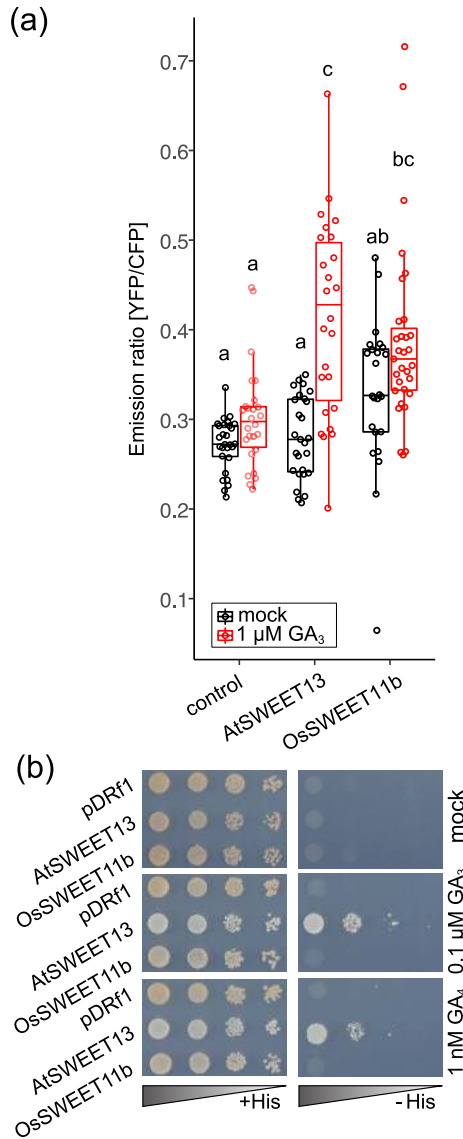 (a)
Emission ratio [YFP/CFP]
0.7
0.6
0.5
0.4
0.3
0.2
0.1
a
a
a
c
ab
bc
mock
1 µM GA3
control
AtSWEET13
OsSWEET11b
(b)
pDRf1
AtSWEET13
OsSWEET11b
mock
pDRf1
AtSWEET13
OsSWEET11b
0.1 µM GA3
pDRf1
AtSWEET13
OsSWEET11b
1 nM GA4
+His
- His